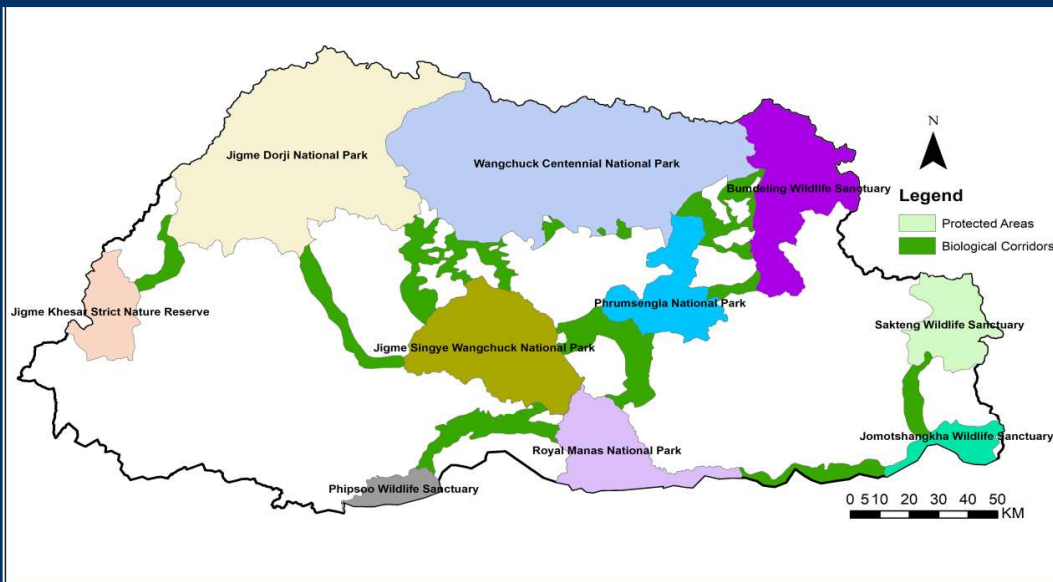 N
Jigme Dorji National Park
Wangchuck Centennial National Park
Bumdeling Wildlife Sanctuary
Legend
Protected Areas
Biological Corridors
Jigme Khesar Strict Nature Reserve
Phrumsengla National Park
Sakteng Wildlife Sanctuary
Jigme Singye Wangchuck National Park
Jomotshangkha Wildlife Sanctuary
Royal Manas National Park
Phipsoo Wildlife Sanctuary
0 5 10 20 30 40 50
KM